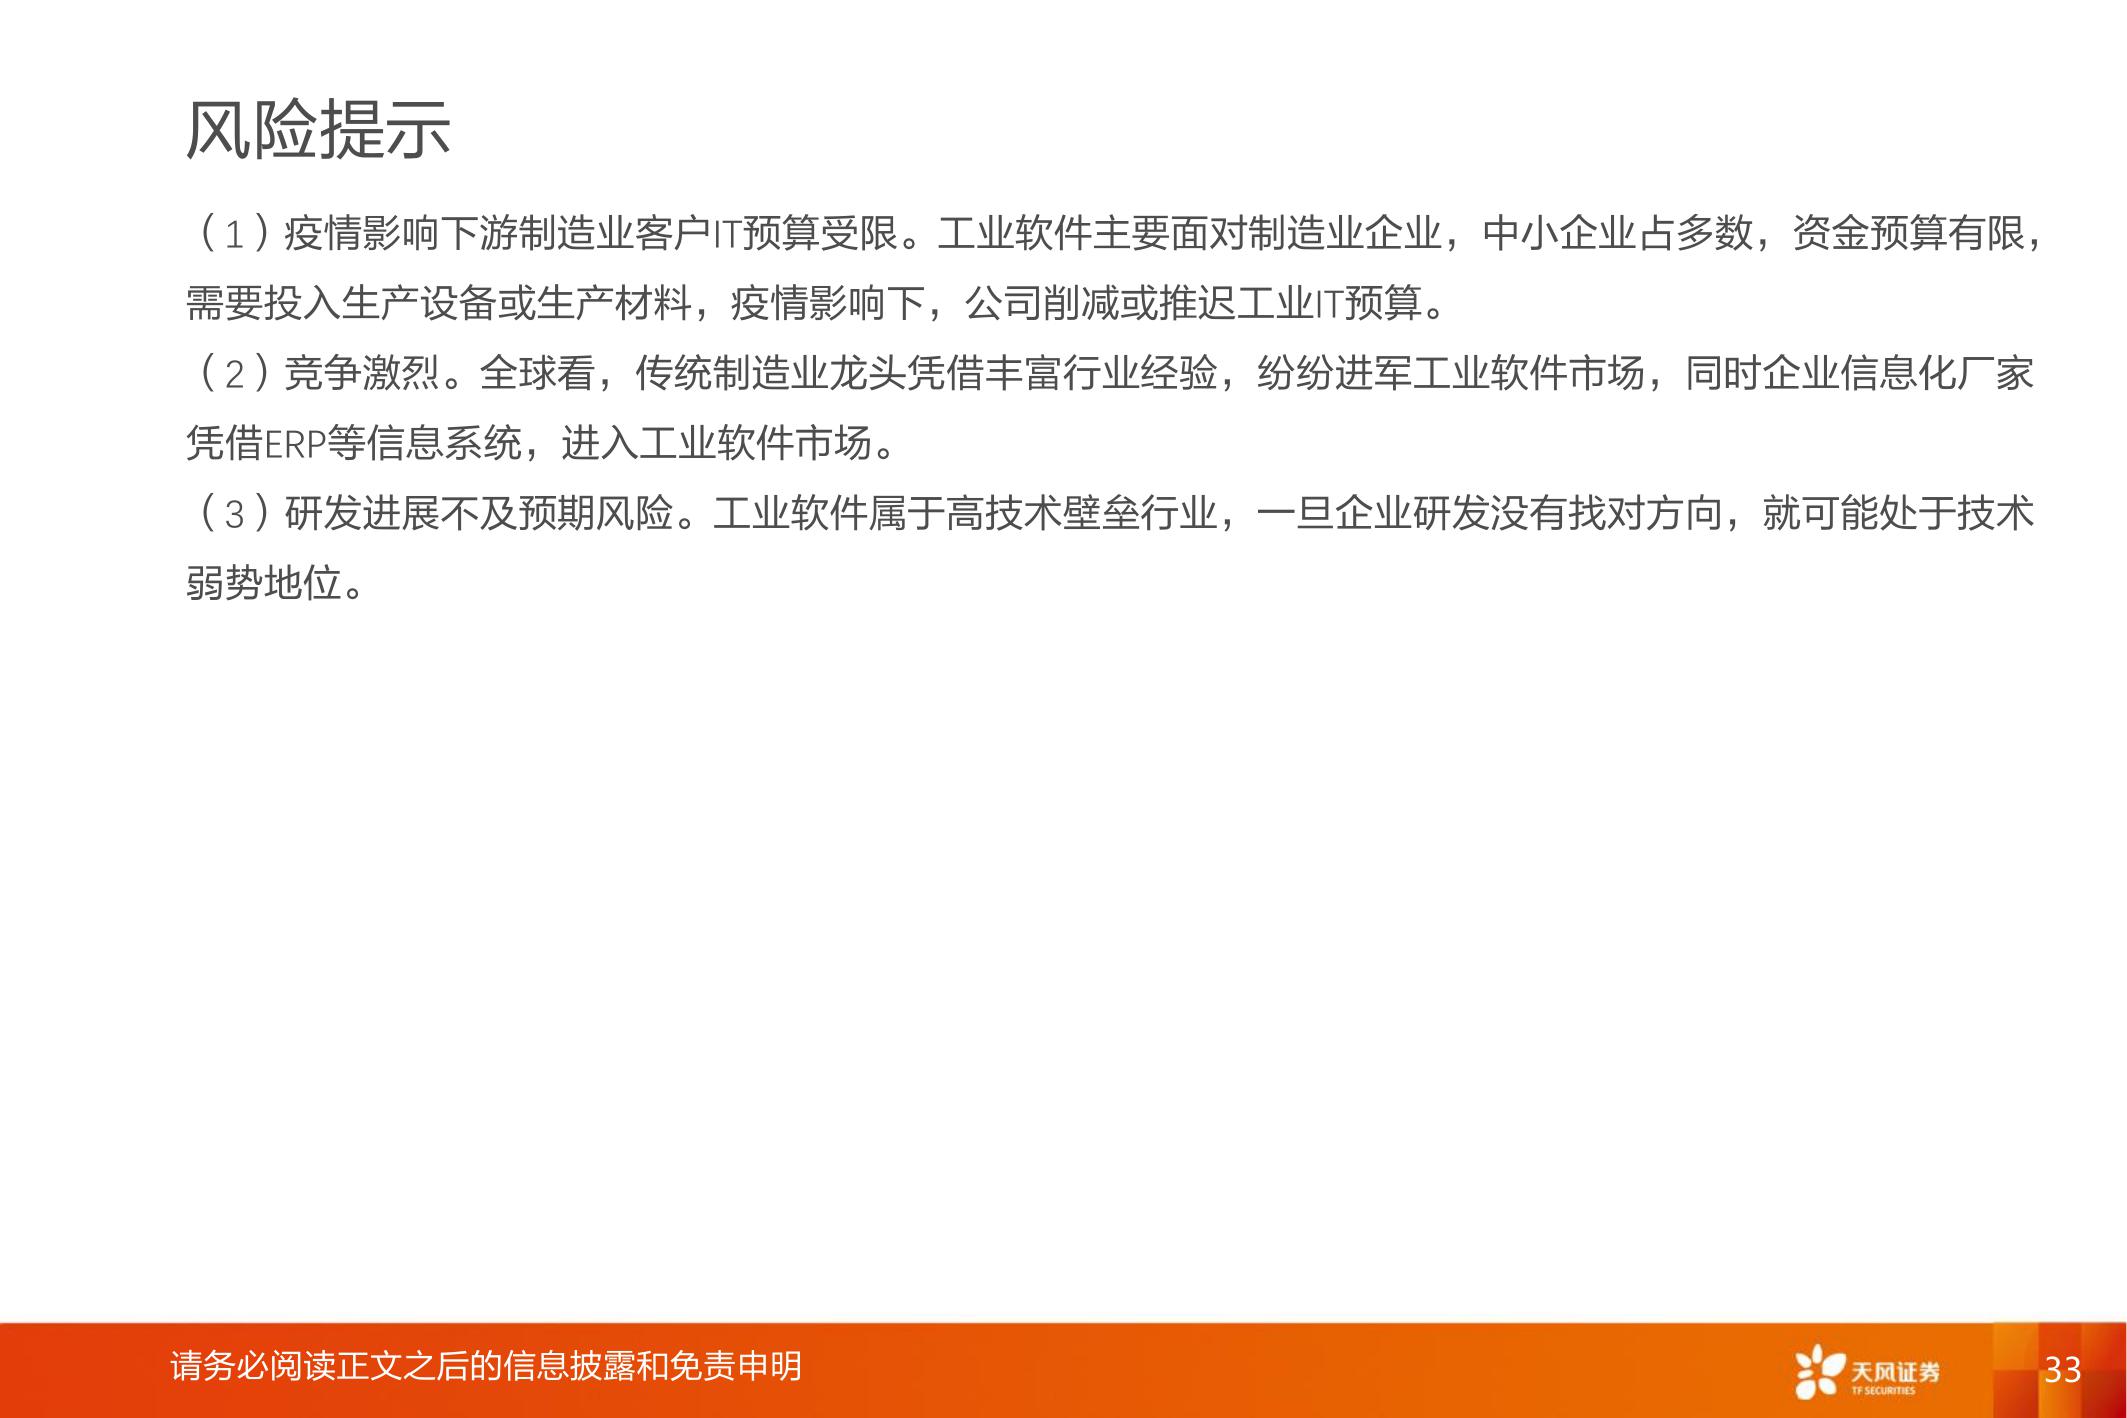 风险提示
（1）疫情影响下游制造业客户IT预算受限。工业软件主要面对制造业企业，中小企业占多数，资金预算有限，
需要投入生产设备或生产材料，疫情影响下，公司削减或推迟工业IT预算。
（2）竞争激烈。全球看，传统制造业龙头凭借丰富行业经验，纷纷进军工业软件市场，同时企业信息化厂家
凭借ERP等信息系统，进入工业软件市场。
（3）研发进展不及预期风险。工业软件属于高技术壁垒行业，一旦企业研发没有找对方向，就可能处于技术
弱势地位。
请务必阅读正文之后的信息披露和免责申明
天风证券
TF SECURITIES
33